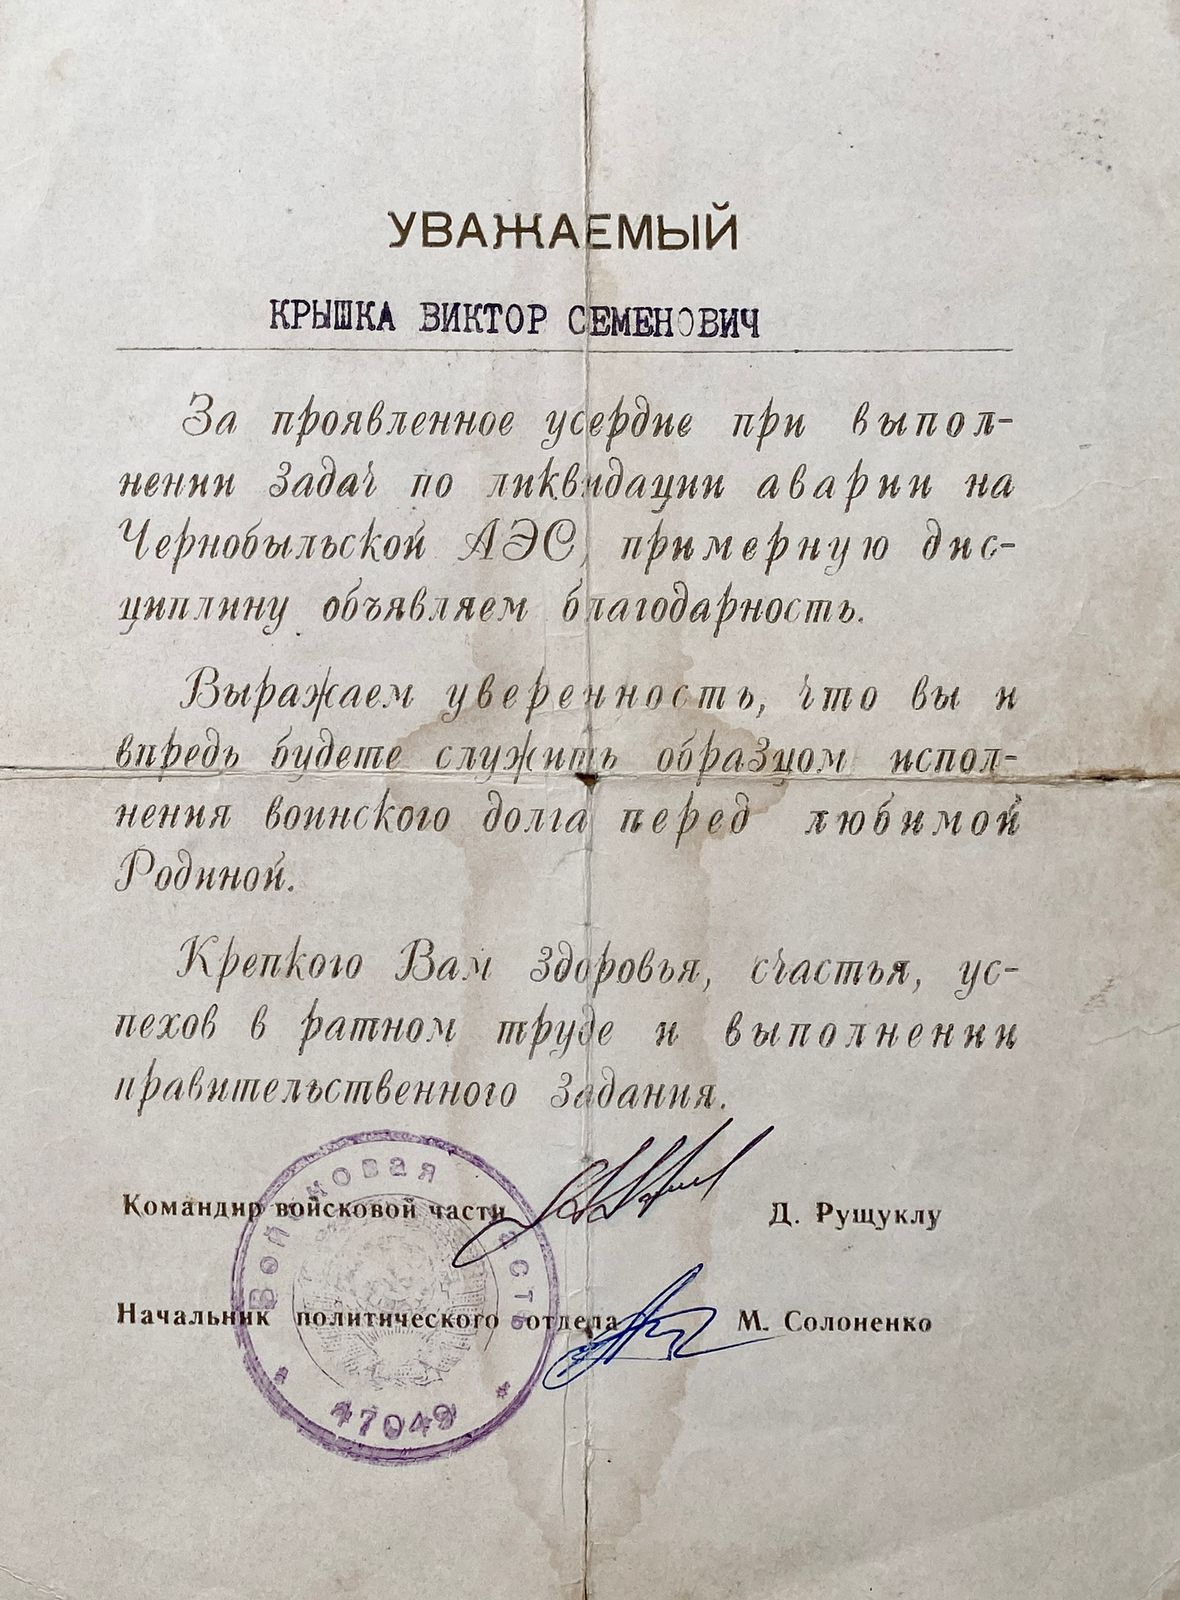 УВАЖАЕМЫЙ
КРЫШКА ВИКТОР СЕМЕНОВИЧ
За проявленное усердие при выпол-
нении задач по ликвидации аварии на
Чернобыльской АЭС, примерную дис-
циплину объявляем благодарность.
Выражаем уверенность, что вы и
впредь будете служить образцом испол-
нения воинского долга перед любимой
Родиной.
Крепкого Вам здоровья, счастья, ус-
пехов в ратном труде и выполнении
правительственного задания.
Командир войсковой части Д. Рущуклу
Начальник политического отдела М. Солоненко
Войсковая часть
* 47049 *